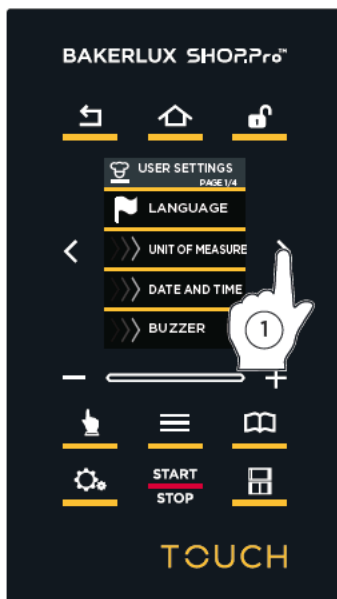 BAKERLUX SHOP.Pro™
USER SETTINGS
PAGE 1/4
LANGUAGE
UNIT OF MEASURE
DATE AND TIME
BUZZER
1
START
STOP
TOUCH